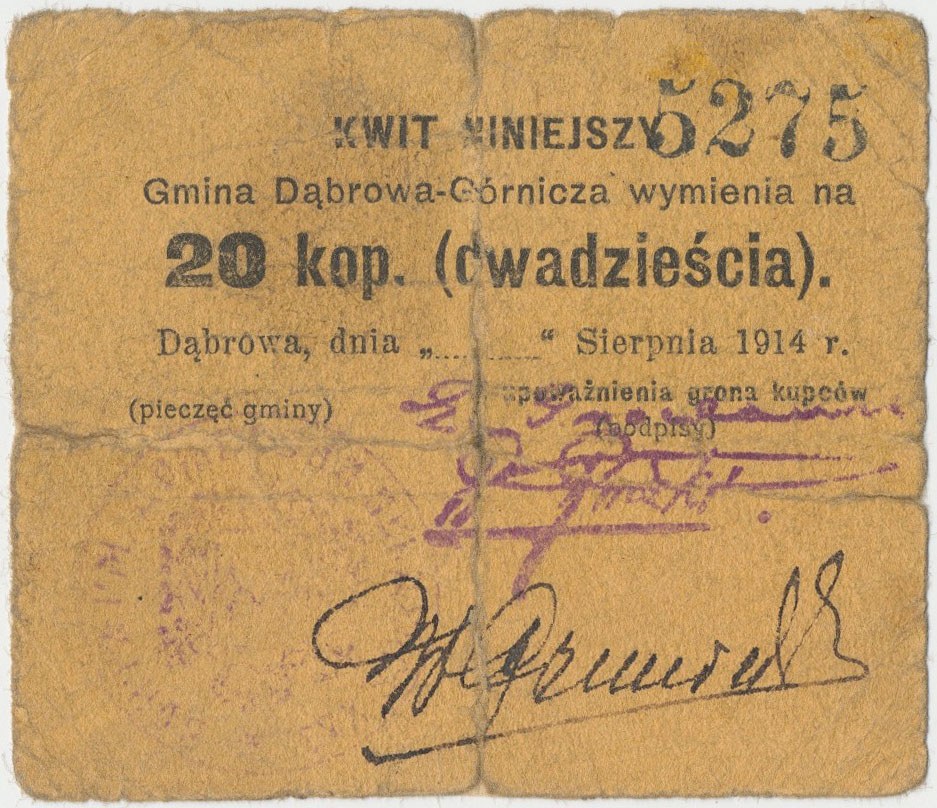 5275
KWIT NINIEJSZY
Gmina Dąbrowa-Górnicza wymienia na
20 kop. (dwadzieścia).
Dąbrowa, dnia „.........“ Sierpnia 1914 r.
upoważnienia grona kupców
(pieczęć gminy)
(podpisy)